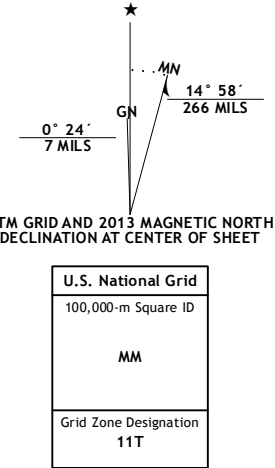 MN
GN
14° 58´
266 MILS
0° 24´
7 MILS
TM GRID AND 2013 MAGNETIC NORTH
DECLINATION AT CENTER OF SHEET
U.S. National Grid
100,000-m Square ID
MM
Grid Zone Designation
11T